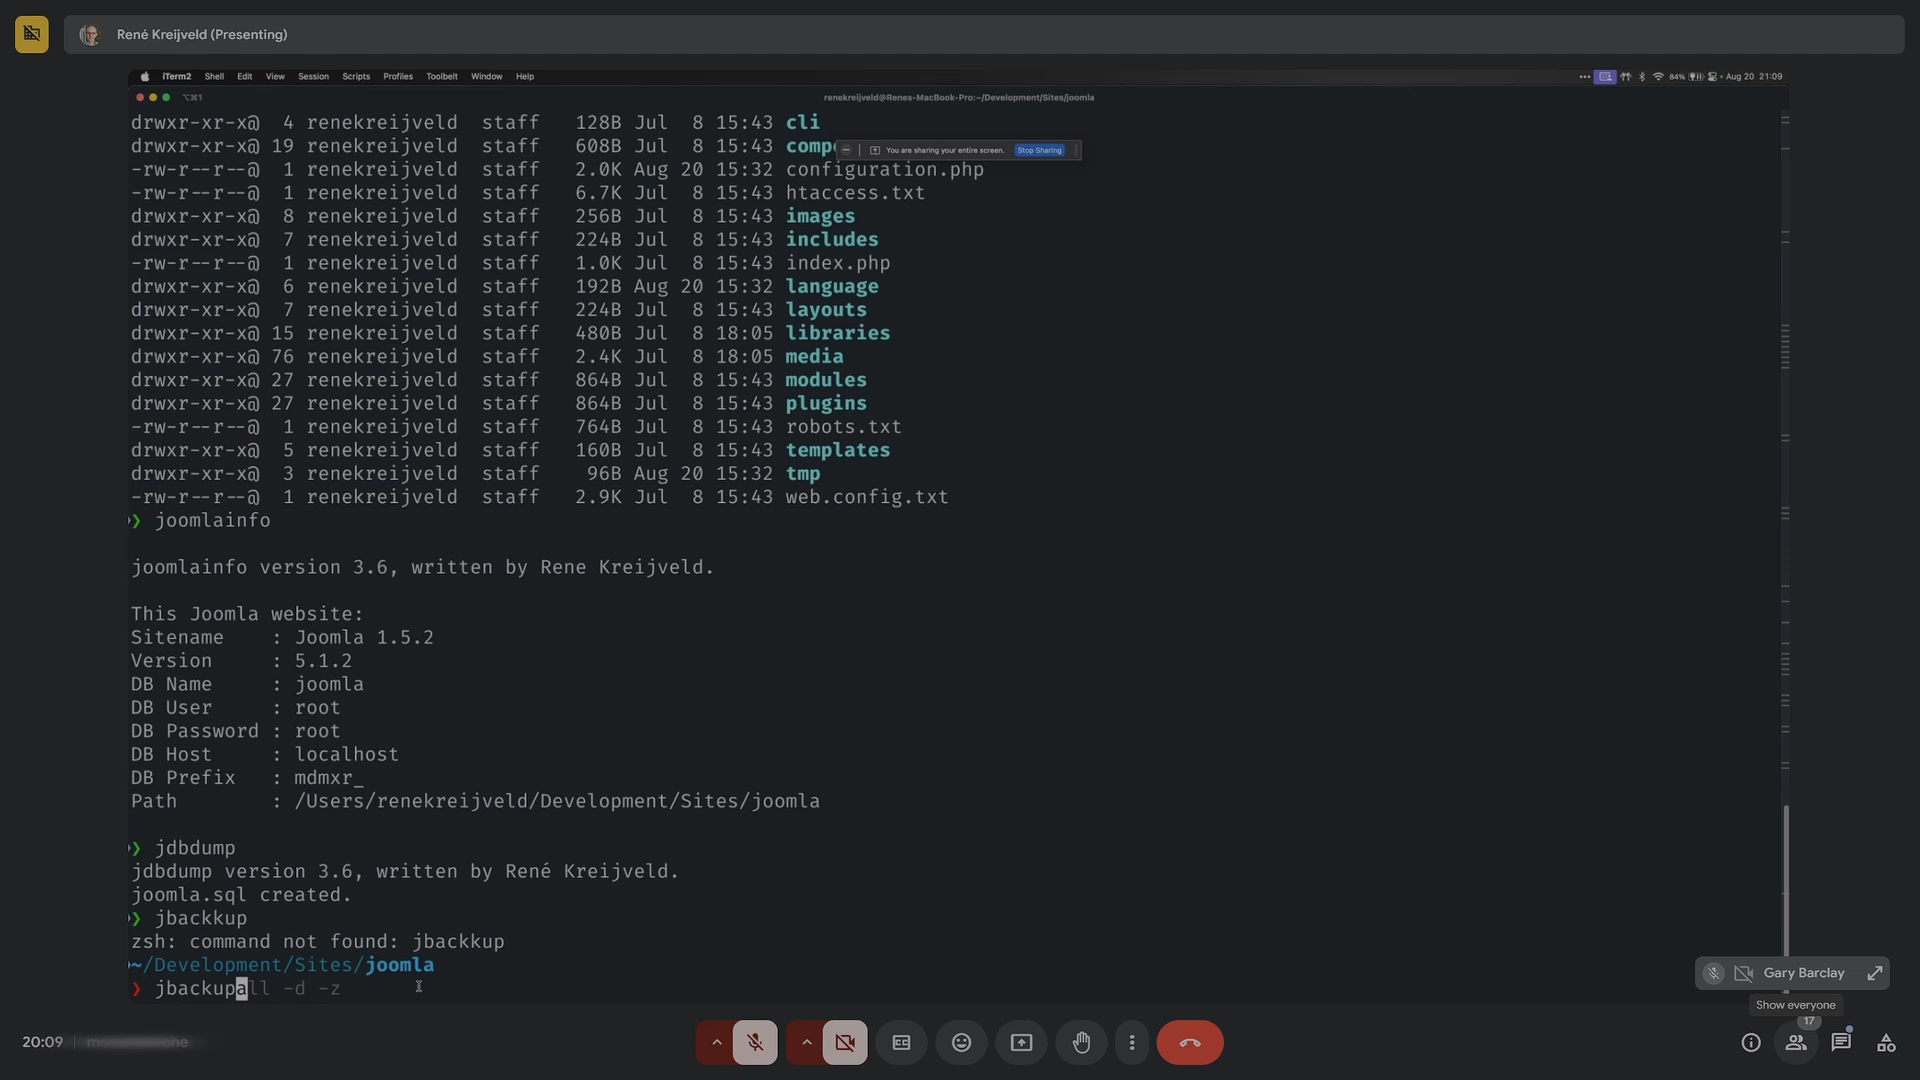 René Kreijveld (Presenting)
iTerm2 Shell Edit View Session Scripts Profiles Toolbelt Window Help
84% Aug 20 21:09
⌥⌘1
renekreijveld@Renes-MacBook-Pro:~/Development/Sites/joomla
drwxr-xr-x@ 4 renekreijveld staff 128B Jul 8 15:43 cli
drwxr-xr-x@ 19 renekreijveld staff 608B Jul 8 15:43 comp
You are sharing your entire screen. Stop Sharing
-rw-r--r--@ 1 renekreijveld staff 2.0K Aug 20 15:32 configuration.php
-rw-r--r--@ 1 renekreijveld staff 6.7K Jul 8 15:43 htaccess.txt
drwxr-xr-x@ 8 renekreijveld staff 256B Jul 8 15:43 images
drwxr-xr-x@ 7 renekreijveld staff 224B Jul 8 15:43 includes
-rw-r--r--@ 1 renekreijveld staff 1.0K Jul 8 15:43 index.php
drwxr-xr-x@ 6 renekreijveld staff 192B Aug 20 15:32 language
drwxr-xr-x@ 7 renekreijveld staff 224B Jul 8 15:43 layouts
drwxr-xr-x@ 15 renekreijveld staff 480B Jul 8 18:05 libraries
drwxr-xr-x@ 76 renekreijveld staff 2.4K Jul 8 18:05 media
drwxr-xr-x@ 27 renekreijveld staff 864B Jul 8 15:43 modules
drwxr-xr-x@ 27 renekreijveld staff 864B Jul 8 15:43 plugins
-rw-r--r--@ 1 renekreijveld staff 764B Jul 8 15:43 robots.txt
drwxr-xr-x@ 5 renekreijveld staff 160B Jul 8 15:43 templates
drwxr-xr-x@ 3 renekreijveld staff 96B Aug 20 15:32 tmp
-rw-r--r--@ 1 renekreijveld staff 2.9K Jul 8 15:43 web.config.txt
❯ joomlainfo
joomlainfo version 3.6, written by Rene Kreijveld.
This Joomla website:
Sitename : Joomla 1.5.2
Version : 5.1.2
DB Name : joomla
DB User : root
DB Password : root
DB Host : localhost
DB Prefix : mdmxr_
Path : /Users/renekreijveld/Development/Sites/joomla
❯ jdbdump
jdbdump version 3.6, written by René Kreijveld.
joomla.sql created.
❯ jbackkup
zsh: command not found: jbackkup
~/Development/Sites/joomla
❯ jbackupall -d -z
Gary Barclay
Show everyone
17
20:09